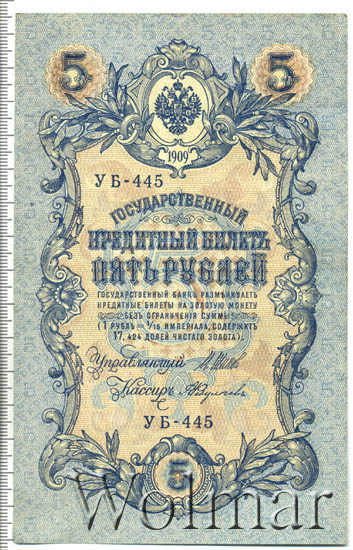 5 5
1909
УБ-445
ГОСУДАРСТВЕННЫЙ
КРЕДИТНЫЙ БИЛЕТЪ
ПЯТЬ РУБЛЕЙ
ГОСУДАРСТВЕННЫЙ БАНКЪ РАЗМѢНИВАЕТЪ
КРЕДИТНЫЕ БИЛЕТЫ НА ЗОЛОТУЮ МОНЕТУ
БЕЗЪ ОГРАНИЧЕНІЯ СУММЫ
(1 РУБЛЬ = 1/15 ИМПЕРІАЛА, СОДЕРЖИТЪ
17,424 ДОЛЕЙ ЧИСТАГО ЗОЛОТА).
Управляющій
Кассиръ
УБ-445
5
Wolmar